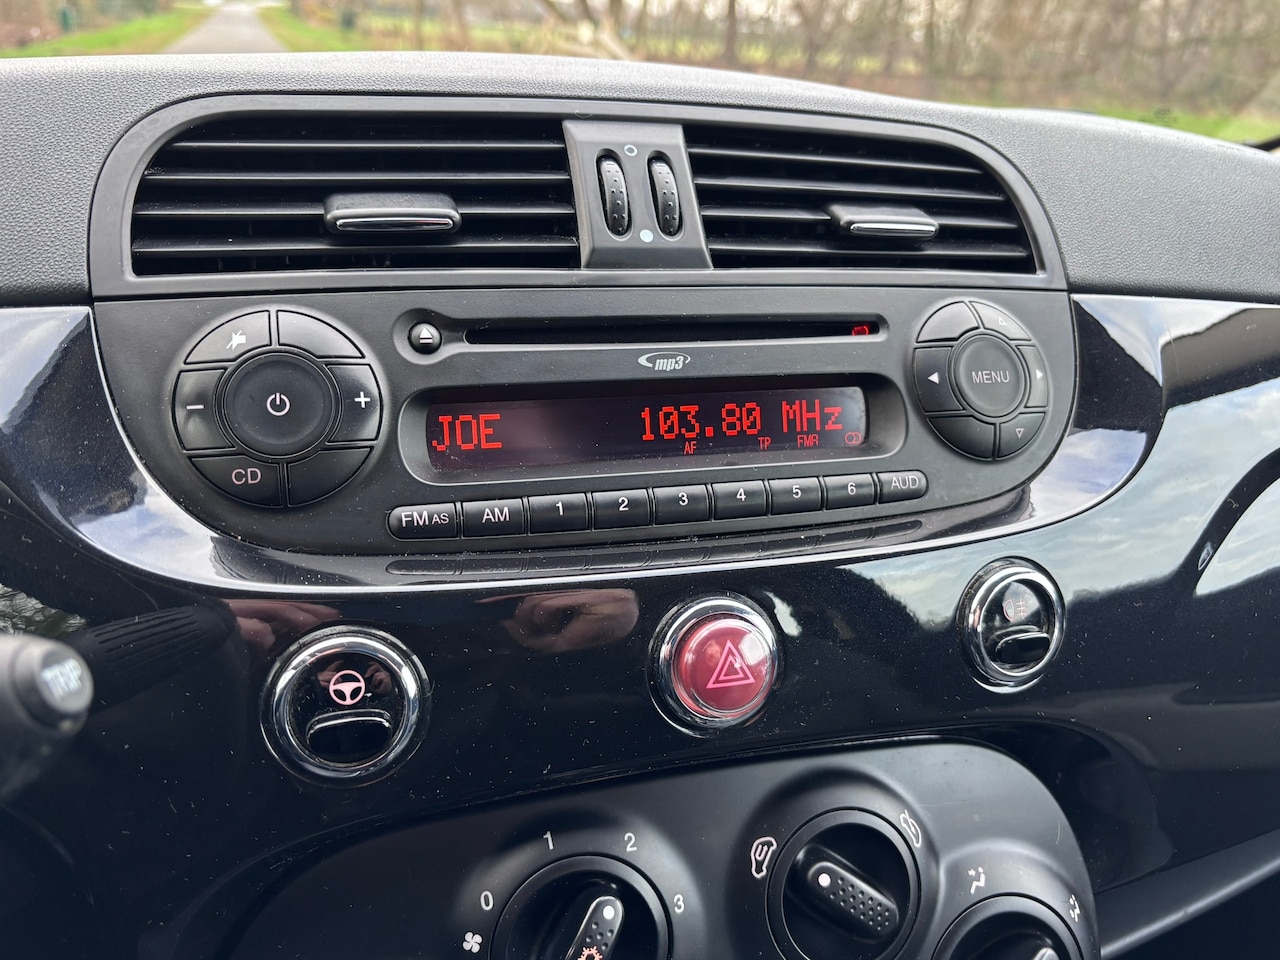 mp3
MENU
JOE 103.80 MHz
AF TP FMR
+
−
CD
FM AS AM 1 2 3 4 5 6 AUD
TRIP
0 1 2 3